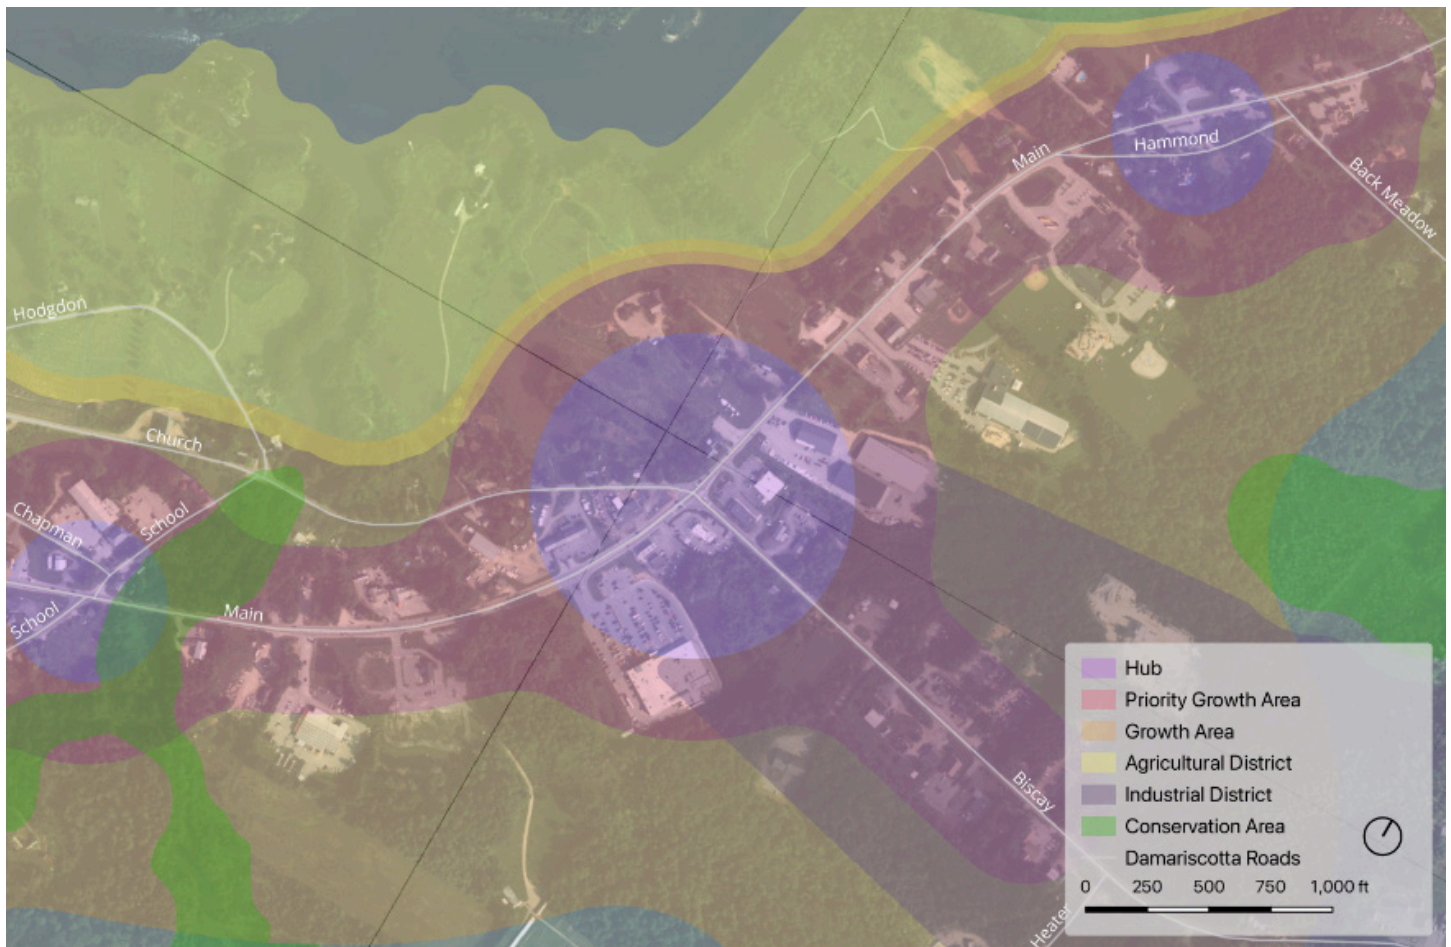 Main
Hammond
Back Meadow
Hodgdon
Church
Chapman
School
School
Main
Biscay
Heater
Hub
Priority Growth Area
Growth Area
Agricultural District
Industrial District
Conservation Area
Damariscotta Roads
0 250 500 750 1,000 ft